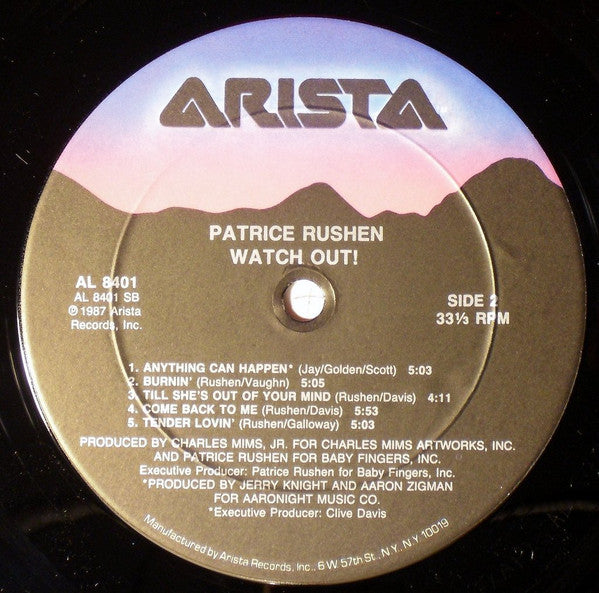 ARISTA
PATRICE RUSHEN
WATCH OUT!
AL 8401
AL 8401 SB
℗ 1987 Arista
Records, Inc.
SIDE 2
33⅓ RPM
1. ANYTHING CAN HAPPEN* (Jay/Golden/Scott) 5:03
2. BURNIN' (Rushen/Vaughn) 5:05
3. TILL SHE'S OUT OF YOUR MIND (Rushen/Davis) 4:11
4. COME BACK TO ME (Rushen/Davis) 5:53
5. TENDER LOVIN' (Rushen/Galloway) 5:03
PRODUCED BY CHARLES MIMS, JR. FOR CHARLES MIMS ARTWORKS, INC.
AND PATRICE RUSHEN FOR BABY FINGERS, INC.
Executive Producer: Patrice Rushen for Baby Fingers, Inc.
*PRODUCED BY JERRY KNIGHT AND AARON ZIGMAN
FOR AARONIGHT MUSIC CO.
*Executive Producer: Clive Davis
Manufactured by Arista Records, Inc., 6 W. 57th St., N.Y., N.Y. 10019